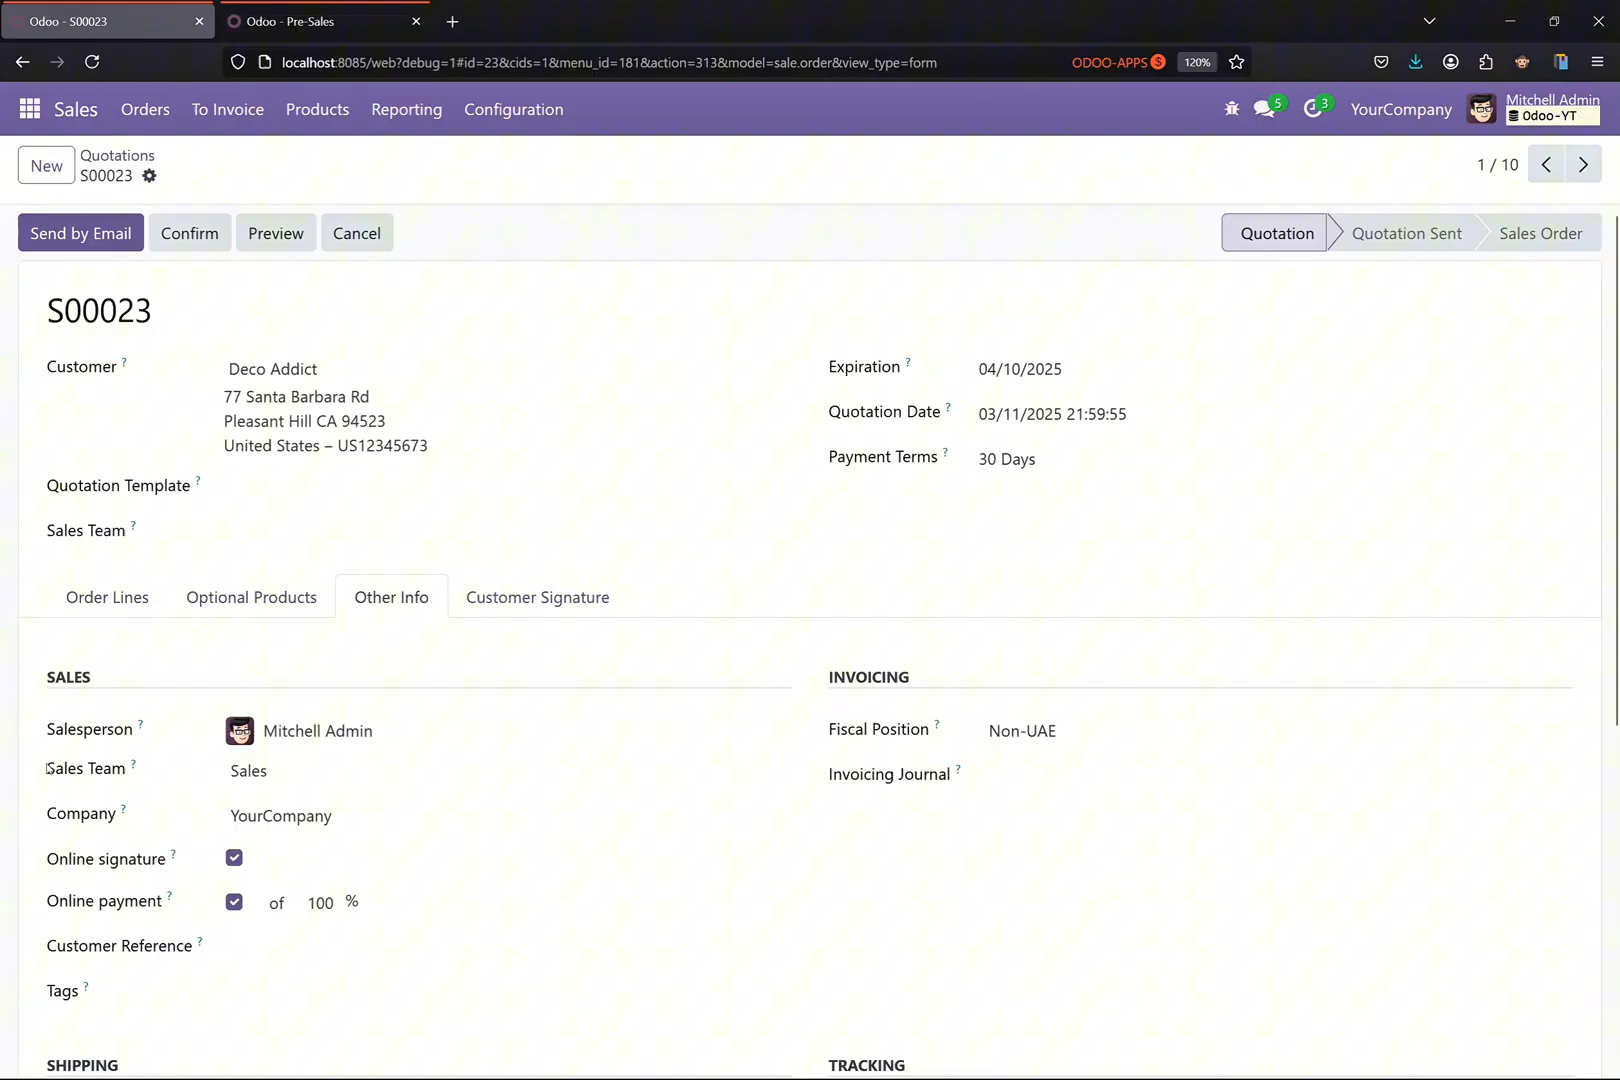 Odoo - S00023
Odoo - Pre-Sales
localhost:8085/web?debug=1#id=23&cids=1&menu_id=181&action=313&model=sale.order&view_type=form
ODOO-APPS
120%
Sales
Orders
To Invoice
Products
Reporting
Configuration
5
3
YourCompany
Mitchell Admin
Odoo-YT
New
Quotations
S00023
1 / 10
Send by Email
Confirm
Preview
Cancel
Quotation
Quotation Sent
Sales Order
S00023
Customer ?
Deco Addict
77 Santa Barbara Rd
Pleasant Hill CA 94523
United States – US12345673
Quotation Template ?
Sales Team ?
Expiration ?
04/10/2025
Quotation Date ?
03/11/2025 21:59:55
Payment Terms ?
30 Days
Order Lines
Optional Products
Other Info
Customer Signature
SALES
Salesperson ?
Mitchell Admin
Sales Team ?
Sales
Company ?
YourCompany
Online signature ?
Online payment ?
of 100 %
Customer Reference ?
Tags ?
INVOICING
Fiscal Position ?
Non-UAE
Invoicing Journal ?
SHIPPING
TRACKING